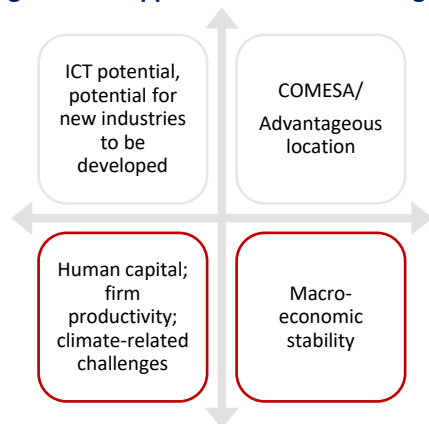 ICT potential,
potential for
new industries
to be
developed
COMESA/
Advantageous
location
Human capital;
firm
productivity;
climate-related
challenges
Macro-
economic
stability